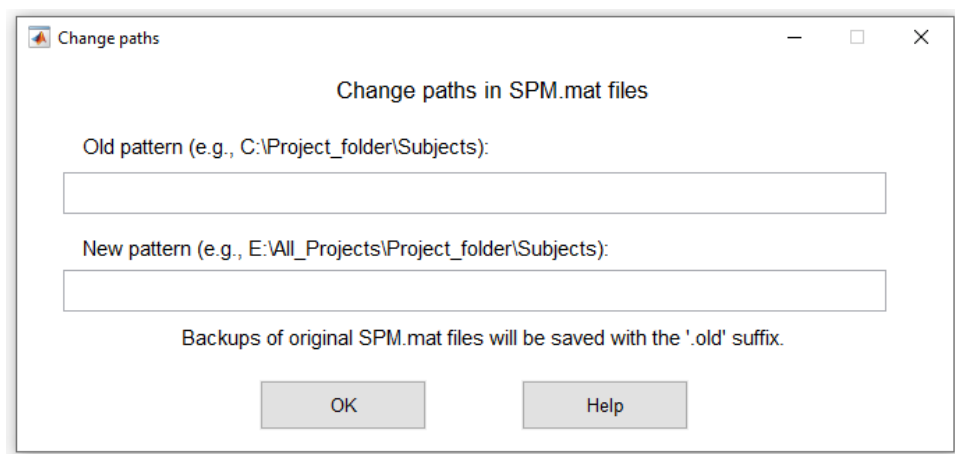 Change paths
Change paths in SPM.mat files
Old pattern (e.g., C:\Project_folder\Subjects):
New pattern (e.g., E:\All_Projects\Project_folder\Subjects):
Backups of original SPM.mat files will be saved with the '.old' suffix.
OK Help